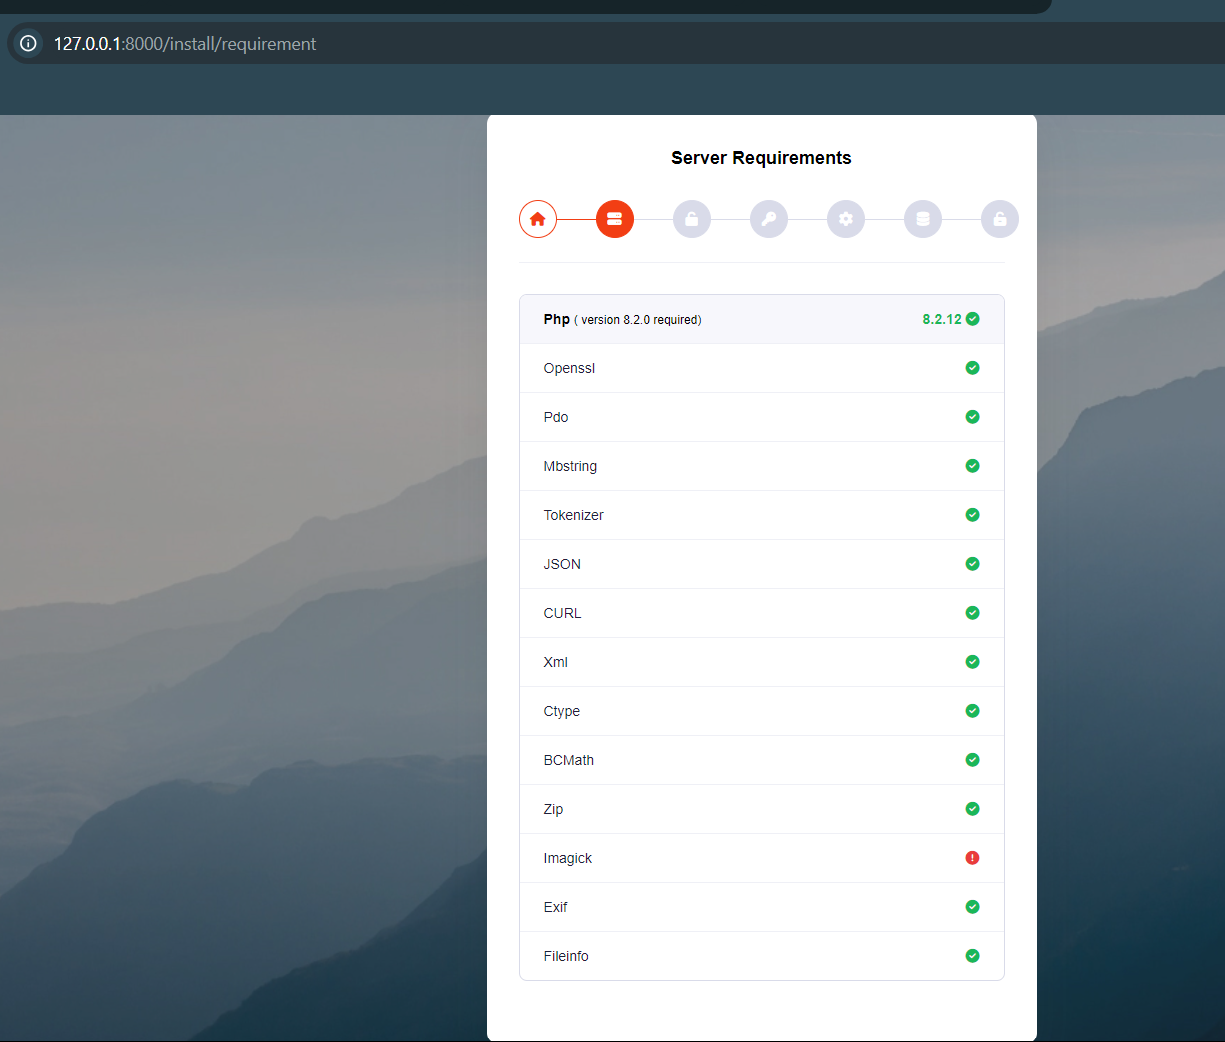 127.0.0.1:8000/install/requirement
Server Requirements
Php ( version 8.2.0 required) 8.2.12
Openssl
Pdo
Mbstring
Tokenizer
JSON
CURL
Xml
Ctype
BCMath
Zip
Imagick
Exif
Fileinfo